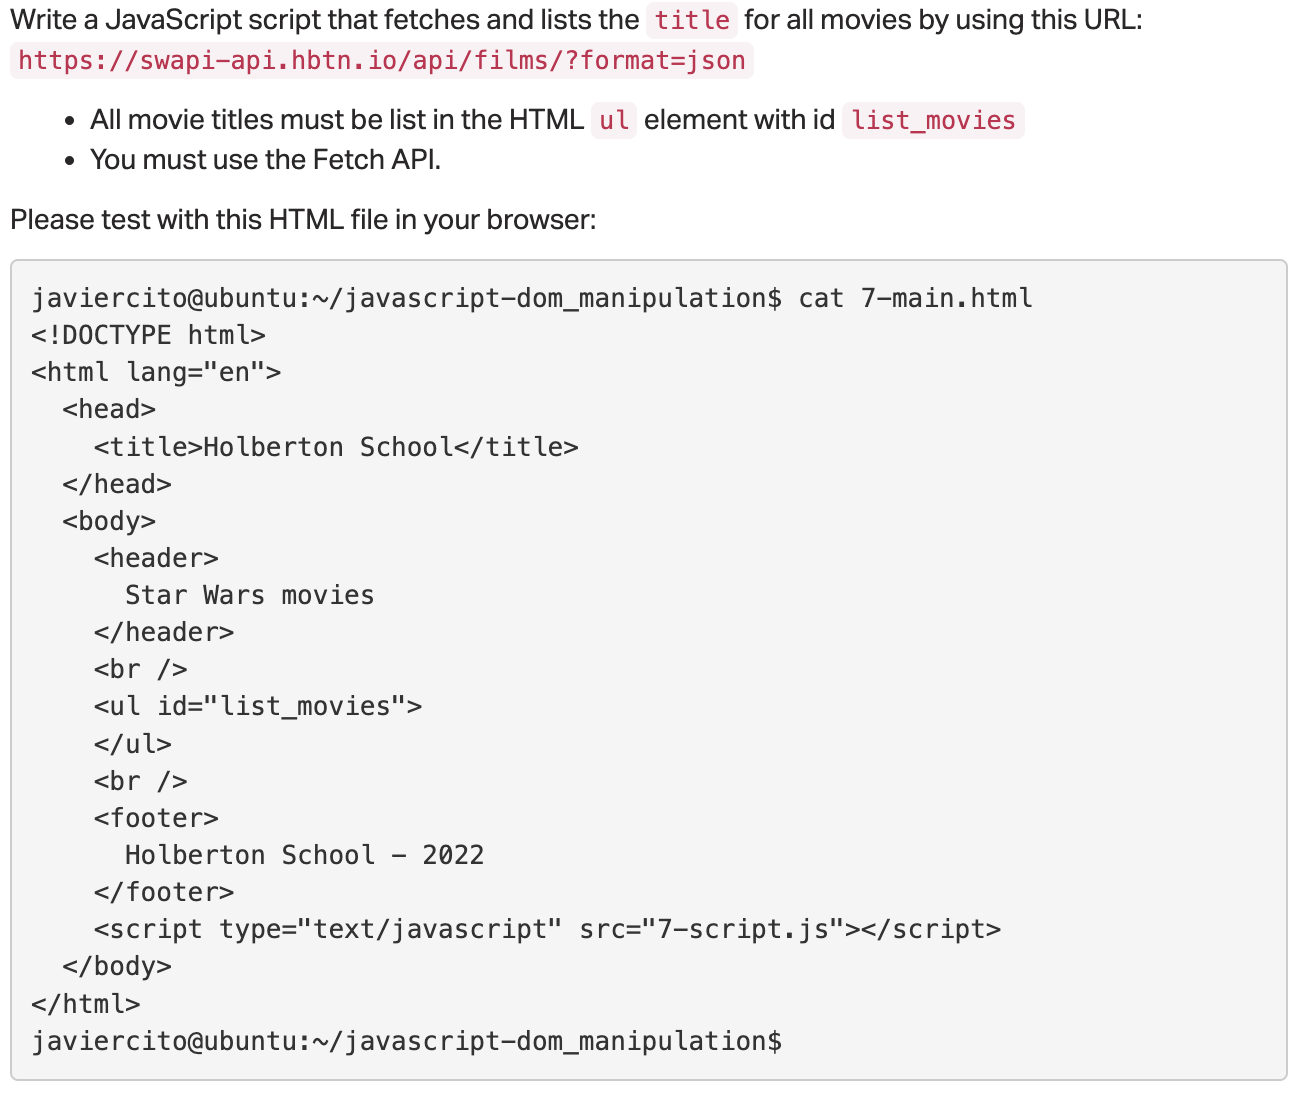 Write a JavaScript script that fetches and lists the title for all movies by using this URL:
https://swapi-api.hbtn.io/api/films/?format=json
• All movie titles must be list in the HTML ul element with id list_movies
• You must use the Fetch API.
Please test with this HTML file in your browser:
javiercito@ubuntu:~/javascript-dom_manipulation$ cat 7-main.html
<!DOCTYPE html>
<html lang="en">
  <head>
    <title>Holberton School</title>
  </head>
  <body>
    <header>
      Star Wars movies
    </header>
    <br />
    <ul id="list_movies">
    </ul>
    <br />
    <footer>
      Holberton School - 2022
    </footer>
    <script type="text/javascript" src="7-script.js"></script>
  </body>
</html>
javiercito@ubuntu:~/javascript-dom_manipulation$